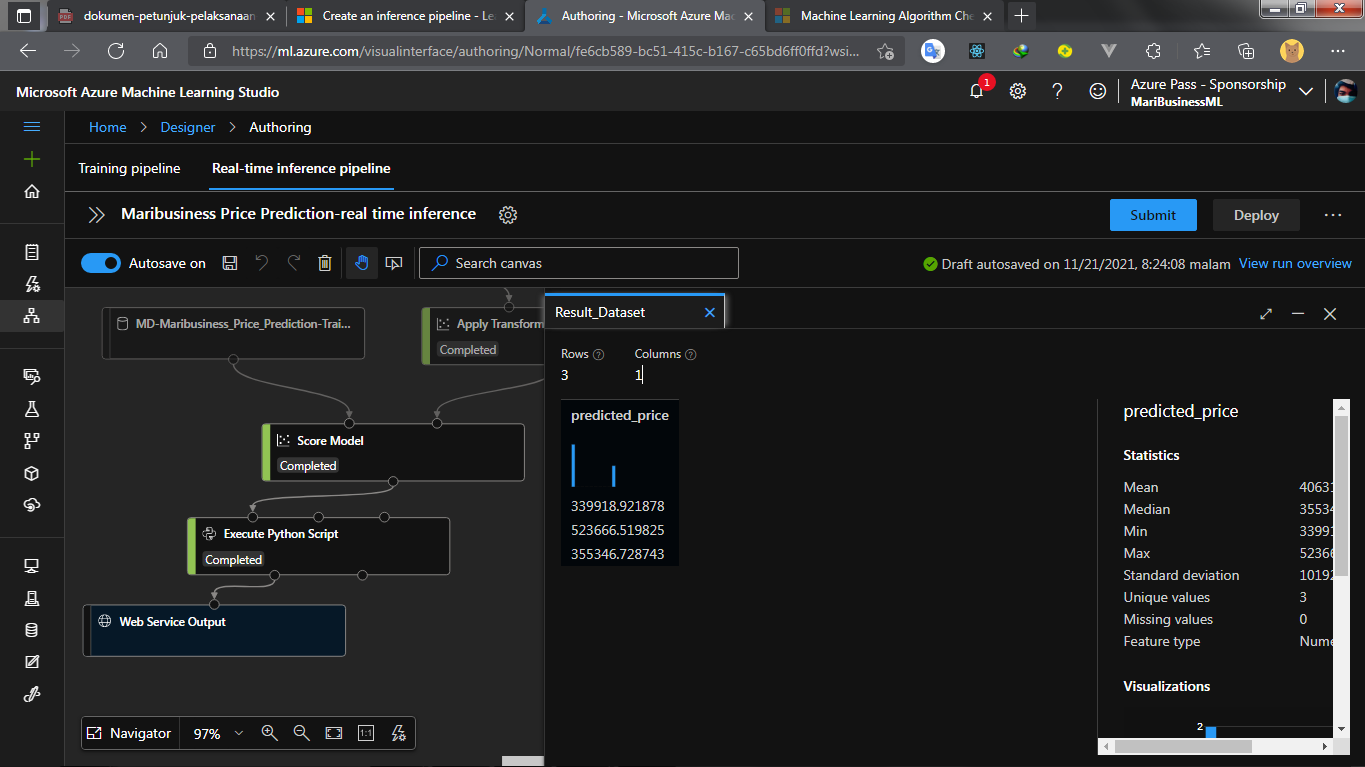 dokumen-petunjuk-pelaksanaan
Create an inference pipeline - Le
Authoring - Microsoft Azure Mac
Machine Learning Algorithm Che
https://ml.azure.com/visualinterface/authoring/Normal/fe6cb589-bc51-415c-b167-c65bd6ff0ffd?wsi...
Microsoft Azure Machine Learning Studio
1
Azure Pass - Sponsorship
MariBusinessML
Home > Designer > Authoring
Training pipeline
Real-time inference pipeline
Maribusiness Price Prediction-real time inference
Submit
Deploy
Autosave on
Search canvas
Draft autosaved on 11/21/2021, 8:24:08 malam
View run overview
MD-Maribusiness_Price_Prediction-Trai...
Apply Transform
Completed
Score Model
Completed
Execute Python Script
Completed
Web Service Output
Navigator
97%
1:1
Result_Dataset
Rows ? Columns ?
3 1
predicted_price
339918.921878
523666.519825
355346.728743
predicted_price
Statistics
Mean 40631
Median 35534
Min 33991
Max 52366
Standard deviation 10192
Unique values 3
Missing values 0
Feature type Nume
Visualizations
2